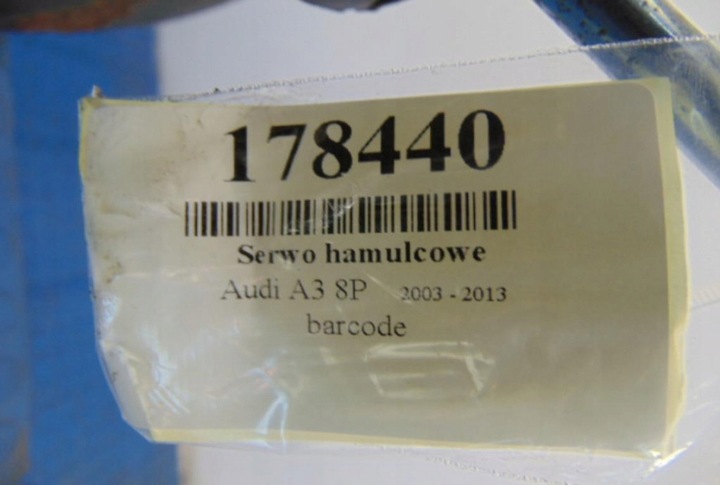 178440
Serwo hamulcowe
Audi A3 8P 2003 - 2013
barcode